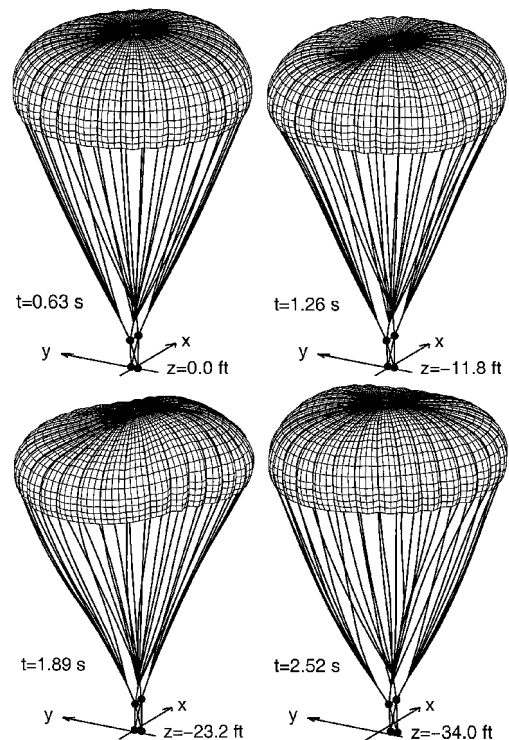 t=0.63 s
y
x
z=0.0 ft
t=1.26 s
y
x
z=−11.8 ft
t=1.89 s
y
x
z=−23.2 ft
t=2.52 s
y
x
z=−34.0 ft